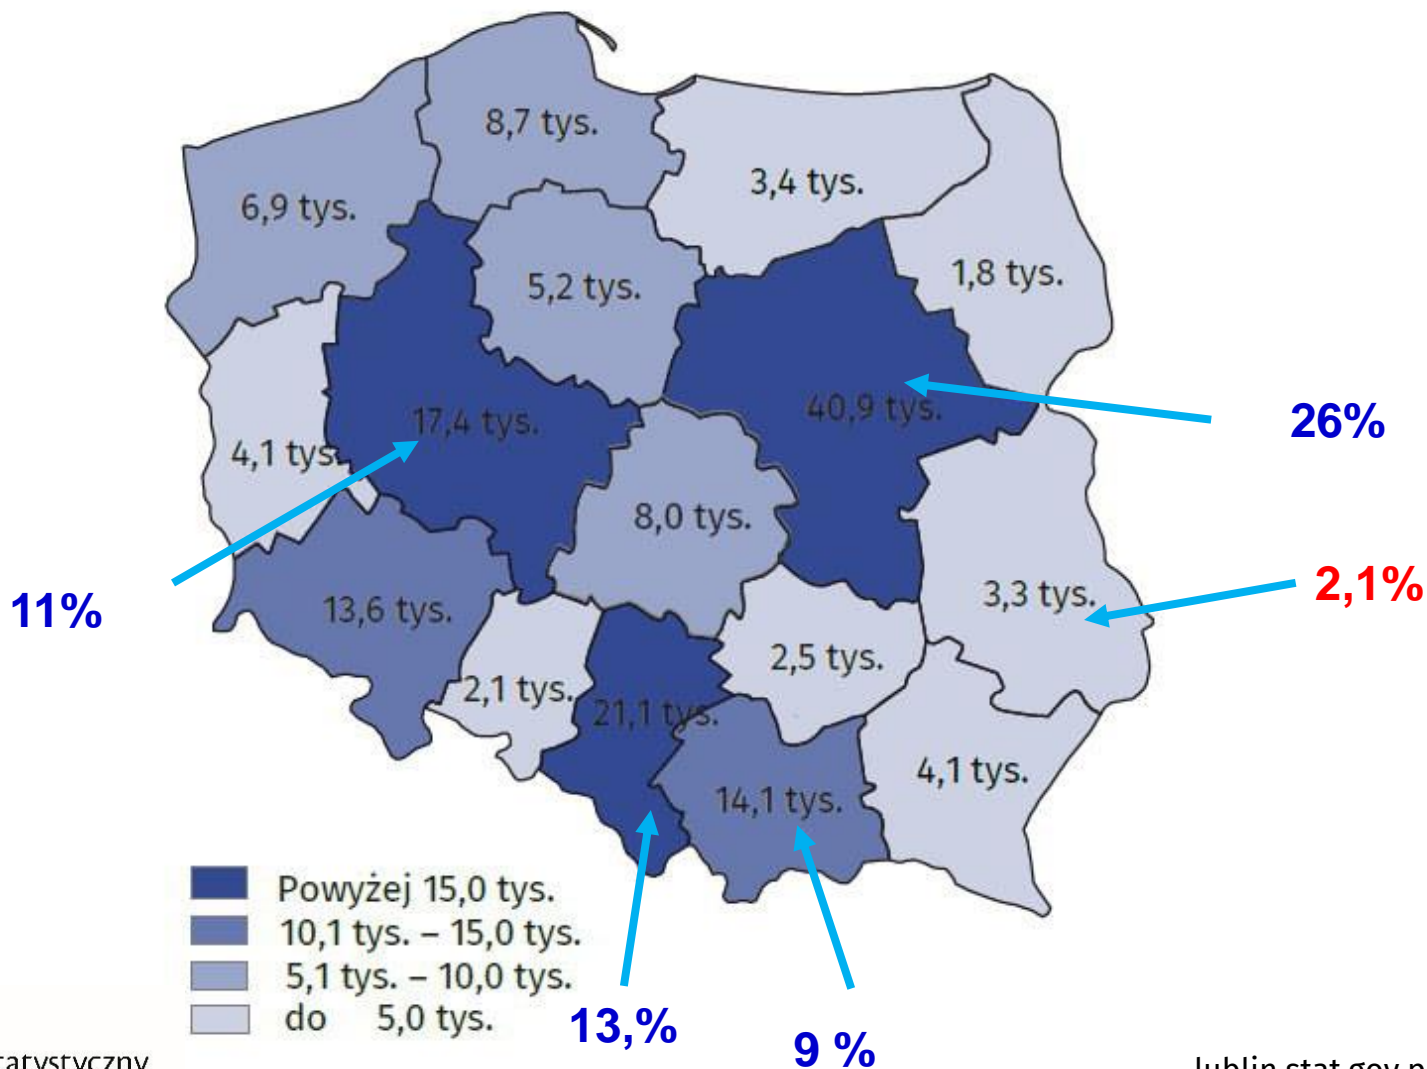 8,7 tys.
3,4 tys.
6,9 tys.
1,8 tys.
5,2 tys.
40,9 tys.
17,4 tys.
26%
4,1 tys.
8,0 tys.
3,3 tys.
2,1%
11%
13,6 tys.
2,5 tys.
2,1 tys.
21,1 tys.
4,1 tys.
14,1 tys.
Powyżej 15,0 tys.
10,1 tys. – 15,0 tys.
5,1 tys. – 10,0 tys.
do 5,0 tys.
13,%
9 %